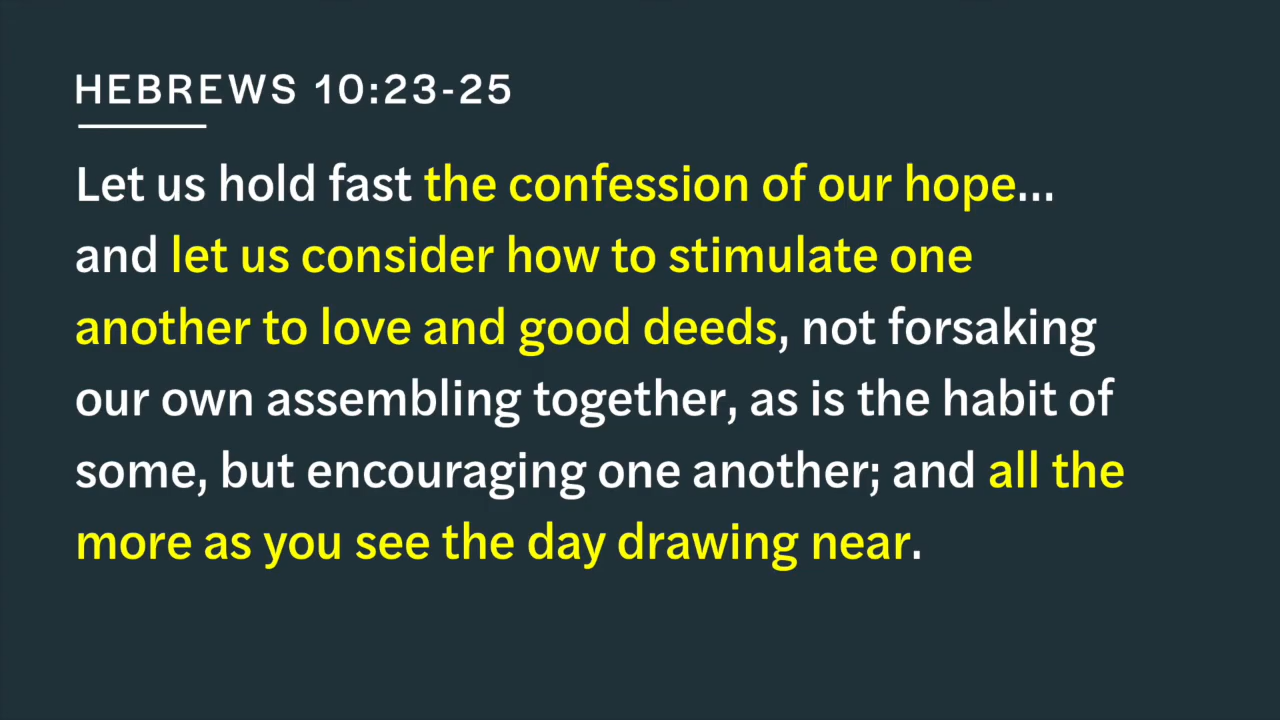 HEBREWS 10:23-25
Let us hold fast the confession of our hope...
and let us consider how to stimulate one
another to love and good deeds, not forsaking
our own assembling together, as is the habit of
some, but encouraging one another; and all the
more as you see the day drawing near.